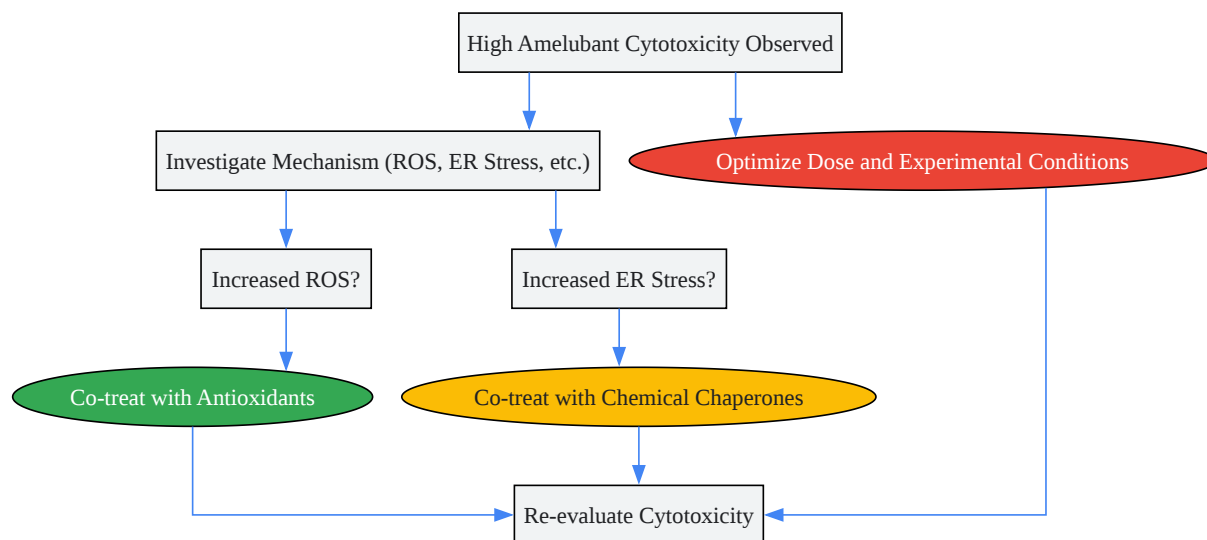 High Amelubant Cytotoxicity Observed
Investigate Mechanism (ROS, ER Stress, etc.)
Optimize Dose and Experimental Conditions
Increased ROS?
Increased ER Stress?
Co-treat with Antioxidants
Co-treat with Chemical Chaperones
Re-evaluate Cytotoxicity